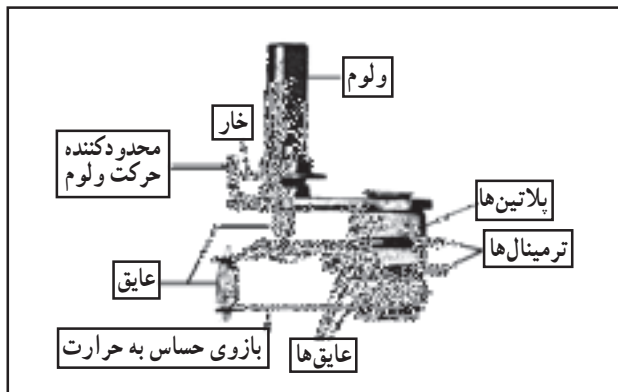 ولوم
خار
محدودکننده
حرکت ولوم
پلاتین‌ها
ترمینال‌ها
عایق
بازوی حساس به حرارت
عایق‌ها